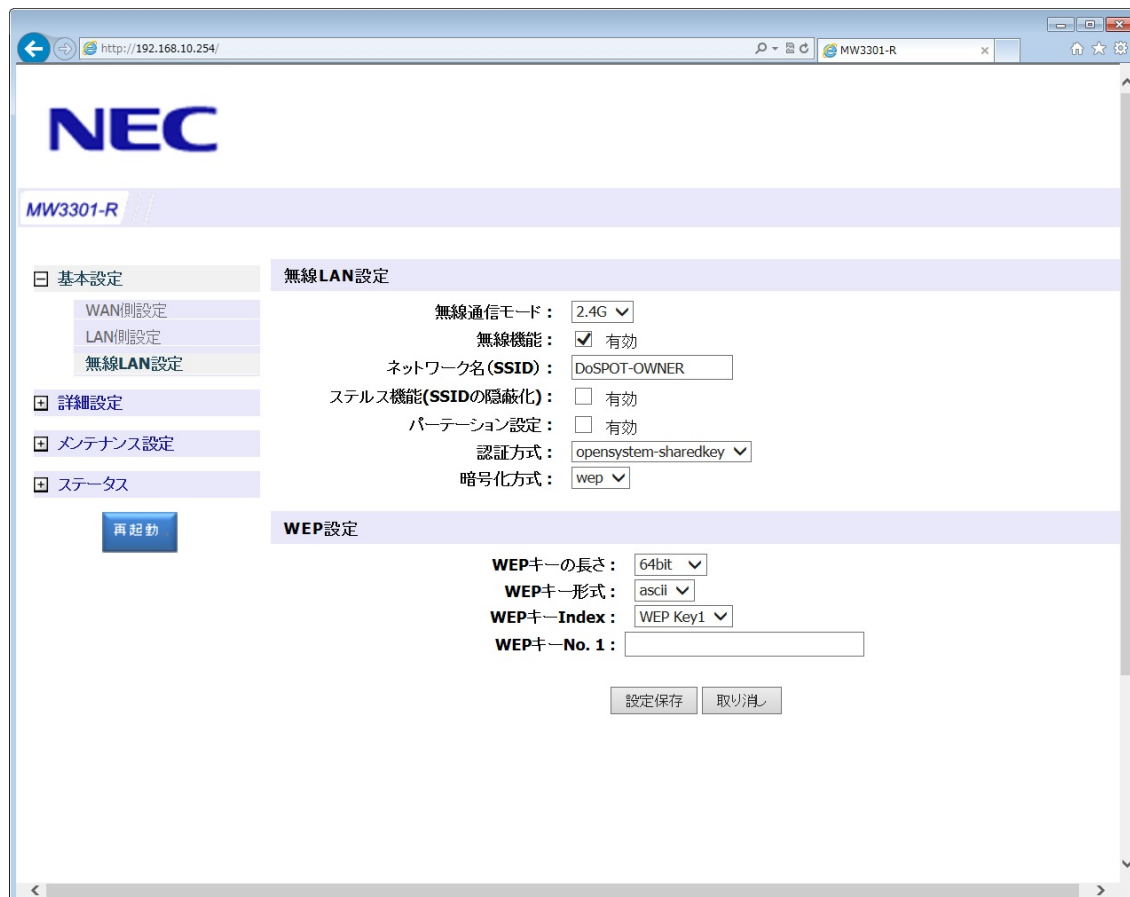 http://192.168.10.254/
MW3301-R
NEC
MW3301-R
基本設定
WAN側設定
LAN側設定
無線LAN設定
詳細設定
メンテナンス設定
ステータス
再起動
無線LAN設定
無線通信モード： 2.4G
無線機能： 有効
ネットワーク名(SSID)： DoSPOT-OWNER
ステルス機能(SSIDの隠蔽化)： 有効
パーテーション設定： 有効
認証方式： opensystem-sharedkey
暗号化方式： wep
WEP設定
WEPキーの長さ： 64bit
WEPキー形式： ascii
WEPキーIndex： WEP Key1
WEPキーNo. 1：
設定保存 取り消し